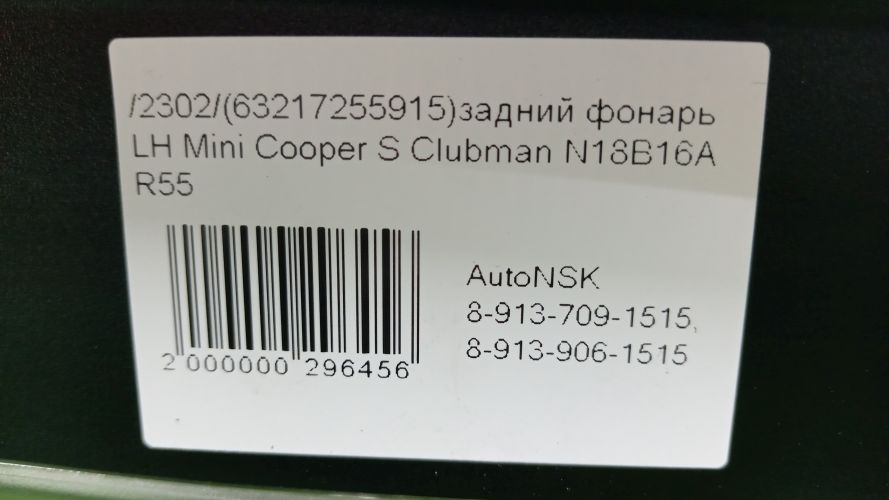 /2302/(63217255915)задний фонарь
LH Mini Cooper S Clubman N18B16A
R55
AutoNSK
8-913-709-1515,
8-913-906-1515
2 000000 296456